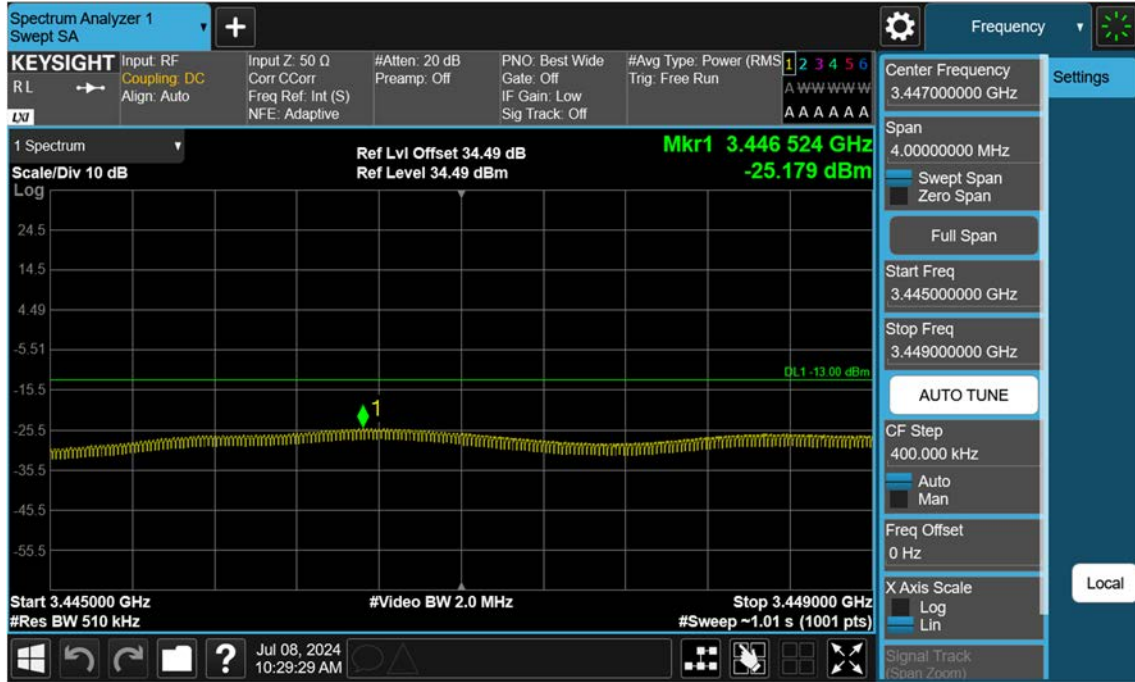 Spectrum Analyzer 1
Swept SA
Frequency
KEYSIGHT
R L
LXI
Input: RF
Coupling: DC
Align: Auto
Input Z: 50 Ω
Corr CCorr
Freq Ref: Int (S)
NFE: Adaptive
#Atten: 20 dB
Preamp: Off
PNO: Best Wide
Gate: Off
IF Gain: Low
Sig Track: Off
#Avg Type: Power (RMS
Trig: Free Run
1 2 3 4 5 6
A W W W W W
A A A A A A
1 Spectrum
Scale/Div 10 dB
Log
Ref Lvl Offset 34.49 dB
Ref Level 34.49 dBm
Mkr1 3.446 524 GHz
-25.179 dBm
24.5
14.5
4.49
-5.51
DL1 -13.00 dBm
-15.5
1
-25.5
-35.5
-45.5
-55.5
Start 3.445000 GHz
#Video BW 2.0 MHz
Stop 3.449000 GHz
#Res BW 510 kHz
#Sweep ~1.01 s (1001 pts)
?
Jul 08, 2024
10:29:29 AM
Center Frequency
3.447000000 GHz
Settings
Span
4.00000000 MHz
Swept Span
Zero Span
Full Span
Start Freq
3.445000000 GHz
Stop Freq
3.449000000 GHz
AUTO TUNE
CF Step
400.000 kHz
Auto
Man
Freq Offset
0 Hz
X Axis Scale
Log
Lin
Local
Signal Track
(Span Zoom)